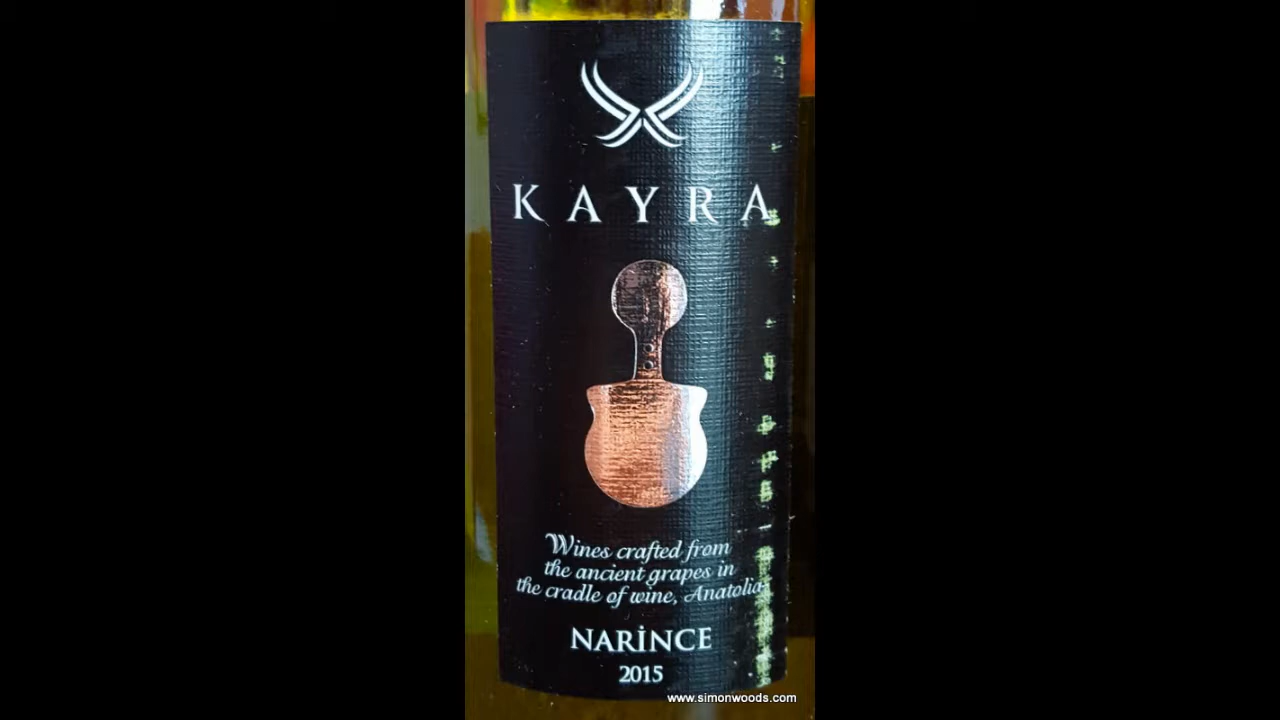 KAYRA
Wines crafted from
the ancient grapes in
the cradle of wine, Anatolia
NARİNCE
2015
www.simonwoods.com